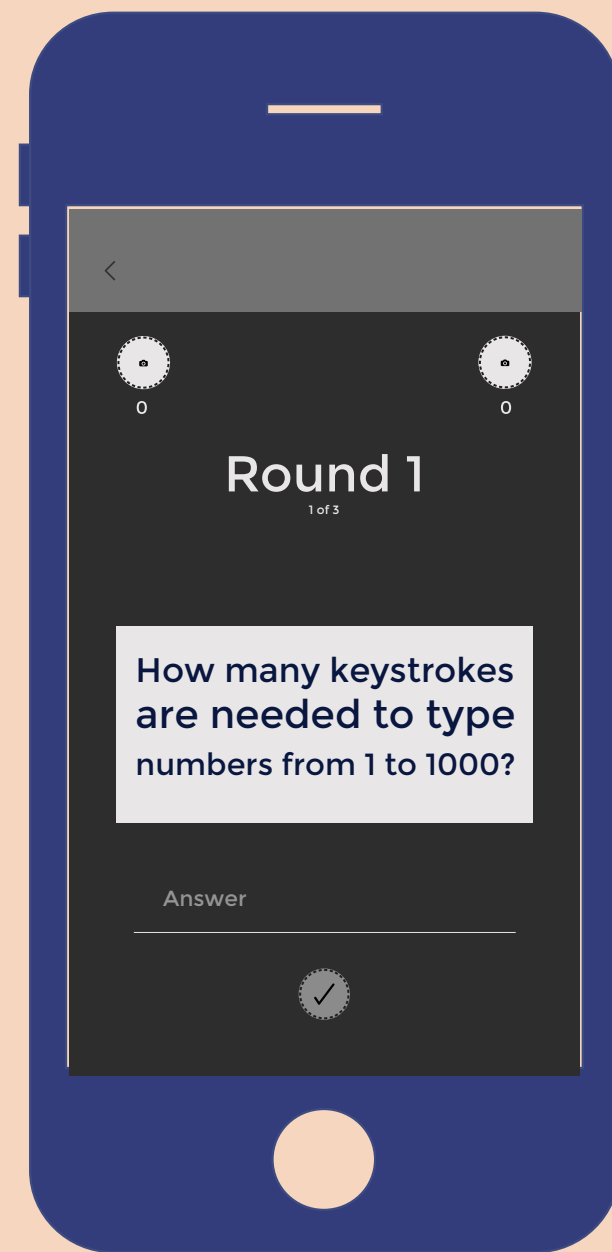 0
0
Round 1
1 of 3
How many keystrokes
are needed to type
numbers from 1 to 1000?
Answer